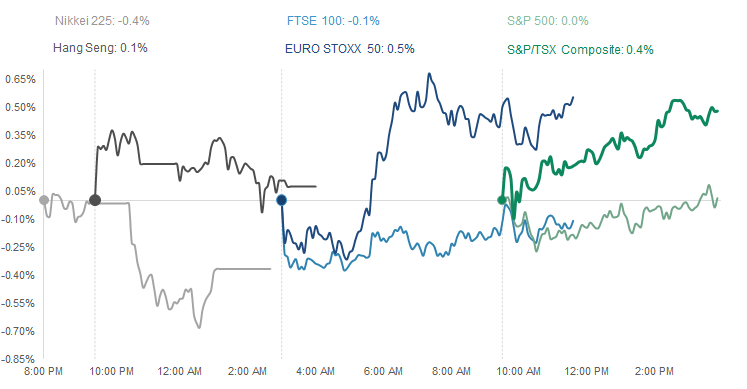 Nikkei 225: -0.4%
FTSE 100: -0.1%
S&P 500: 0.0%
Hang Seng: 0.1%
EURO STOXX 50: 0.5%
S&P/TSX Composite: 0.4%
0.65%
0.50%
0.35%
0.20%
0.05%
-0.10%
-0.25%
-0.40%
-0.55%
-0.70%
-0.85%
8:00 PM
10:00 PM
12:00 AM
2:00 AM
4:00 AM
6:00 AM
8:00 AM
10:00 AM
12:00 PM
2:00 PM